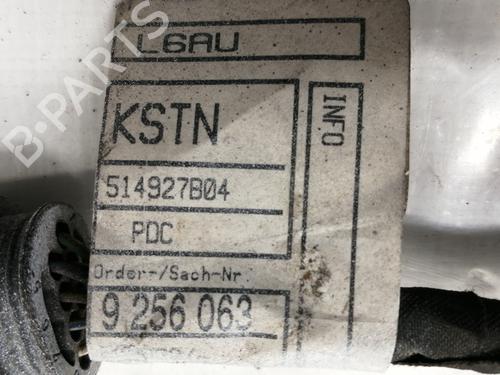 L6AU
KSTN
INFO
514927B04
PDC
Order-/Sach-Nr.
9 256 063
B-PARTS